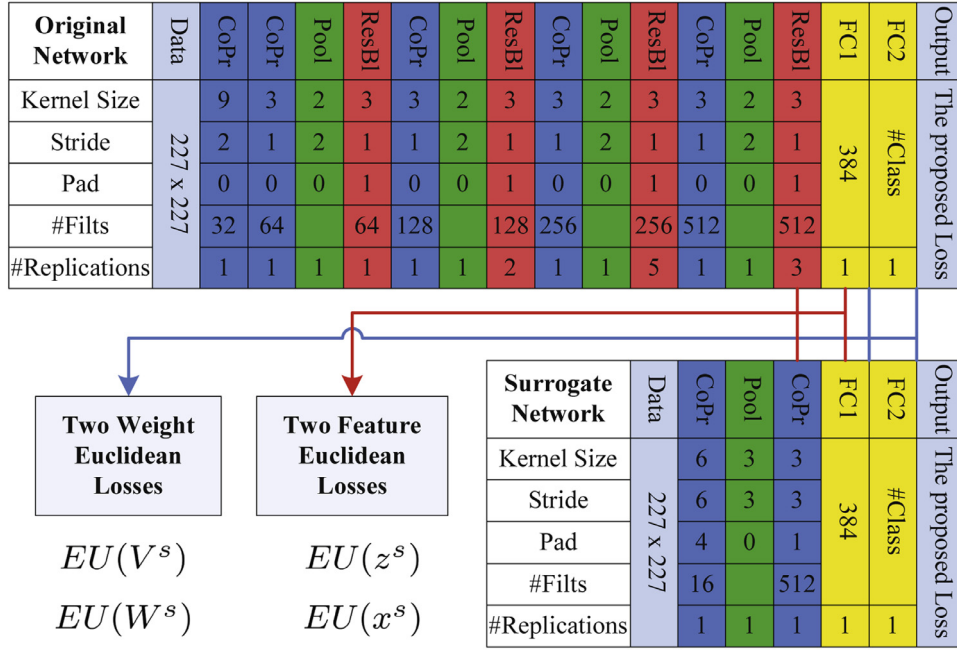 Original Network Data CoPr CoPr Pool ResBl CoPr Pool ResBl CoPr Pool ResBl CoPr Pool ResBl FC1 FC2 Output
Kernel Size 227 x 227 9 3 2 3 3 2 3 3 2 3 3 2 3 384 #Class The proposed Loss
Stride 2 1 2 1 1 2 1 1 2 1 1 2 1
Pad 0 0 0 1 0 0 1 0 0 1 0 0 1
#Filts 32 64 64 128 128 256 256 512 512
#Replications 1 1 1 1 1 1 2 1 1 5 1 1 3 1 1
Two Weight
Euclidean
Losses
EU(V^s)
EU(W^s)
Two Feature
Euclidean
Losses
EU(z^s)
EU(x^s)
Surrogate Network Data CoPr Pool CoPr FC1 FC2 Output
Kernel Size 227 x 227 6 3 3 384 #Class The proposed Loss
Stride 6 3 3
Pad 4 0 1
#Filts 16 512
#Replications 1 1 1 1 1